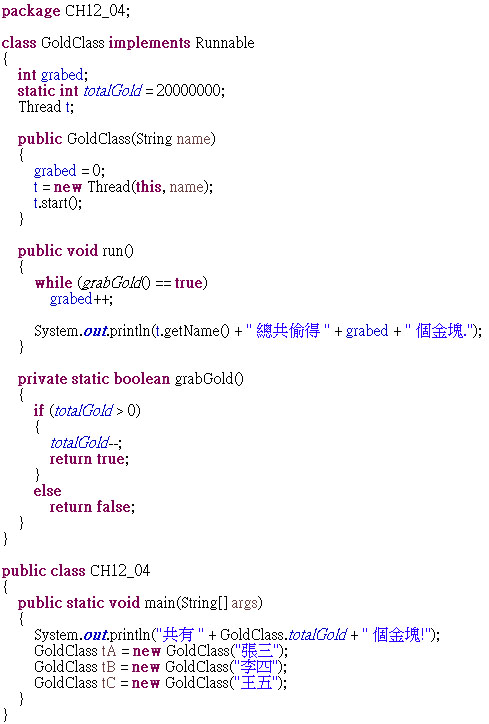 package CH12_04;
class GoldClass implements Runnable
{
int grabed;
static int totalGold = 20000000;
Thread t;
public GoldClass(String name)
{
grabed = 0;
t = new Thread(this, name);
t.start();
}
public void run()
{
while (grabGold() == true)
grabed++;
System.out.println(t.getName() + " 總共偷得 " + grabed + " 個金塊.");
}
private static boolean grabGold()
{
if (totalGold > 0)
{
totalGold--;
return true;
}
else
return false;
}
}
public class CH12_04
{
public static void main(String[] args)
{
System.out.println("共有 " + GoldClass.totalGold + " 個金塊!");
GoldClass tA = new GoldClass("張三");
GoldClass tB = new GoldClass("李四");
GoldClass tC = new GoldClass("王五");
}
}